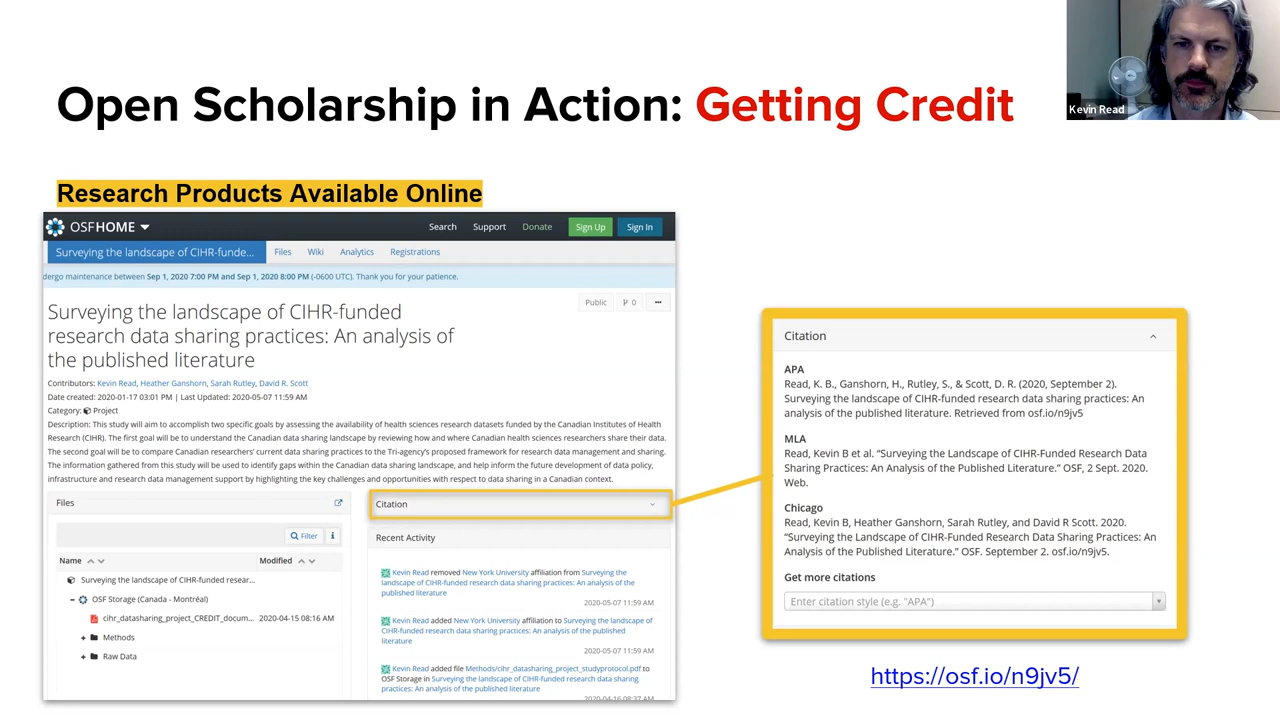 Open Scholarship in Action: Getting Credit
Kevin Read
Research Products Available Online
OSFHOME
Search Support Donate Sign Up Sign In
Surveying the landscape of CIHR-funde... Files Wiki Analytics Registrations
dergo maintenance between Sep 1, 2020 7:00 PM and Sep 1, 2020 8:00 PM (-0600 UTC). Thank you for your patience.
Public 0 ...
Surveying the landscape of CIHR-funded
research data sharing practices: An analysis of
the published literature
Contributors: Kevin Read, Heather Ganshorn, Sarah Rutley, David R. Scott
Date created: 2020-01-17 03:01 PM | Last Updated: 2020-05-07 11:59 AM
Category: Project
Description: This study will aim to accomplish two specific goals by assessing the availability of health sciences research datasets funded by the Canadian Institutes of Health
Research (CIHR). The first goal will be to understand the Canadian data sharing landscape by reviewing how and where Canadian health sciences researchers share their data.
The second goal will be to compare Canadian researchers' current data sharing practices to the Tri-agency's proposed framework for research data management and sharing.
The information gathered from this study will be used to identify gaps within the Canadian data sharing landscape, and help inform the future development of data policy,
infrastructure and research data management support by highlighting the key challenges and opportunities with respect to data sharing in a Canadian context.
Files
Filter
Name Modified
Surveying the landscape of CIHR-funded resear...
OSF Storage (Canada - Montréal)
cihr_datasharing_project_CREDIT_docum... 2020-04-15 08:16 AM
Methods
Raw Data
Citation
Recent Activity
Kevin Read removed New York University affiliation from Surveying the
landscape of CIHR-funded research data sharing practices: An analysis of the
published literature
2020-05-07 11:59 AM
Kevin Read added New York University affiliation to Surveying the landscape of
CIHR-funded research data sharing practices: An analysis of the published
literature
2020-05-07 11:59 AM
Kevin Read added file Methods/cihr_datasharing_project_studyprotocol.pdf to
OSF Storage in Surveying the landscape of CIHR-funded research data sharing
practices: An analysis of the published literature
2020-04-16 08:27 AM
Citation
APA
Read, K. B., Ganshorn, H., Rutley, S., & Scott, D. R. (2020, September 2).
Surveying the landscape of CIHR-funded research data sharing practices: An
analysis of the published literature. Retrieved from osf.io/n9jv5
MLA
Read, Kevin B et al. “Surveying the Landscape of CIHR-Funded Research Data
Sharing Practices: An Analysis of the Published Literature.” OSF, 2 Sept. 2020.
Web.
Chicago
Read, Kevin B, Heather Ganshorn, Sarah Rutley, and David R Scott. 2020.
“Surveying the Landscape of CIHR-Funded Research Data Sharing Practices: An
Analysis of the Published Literature.” OSF. September 2. osf.io/n9jv5.
Get more citations
Enter citation style (e.g. "APA")
https://osf.io/n9jv5/